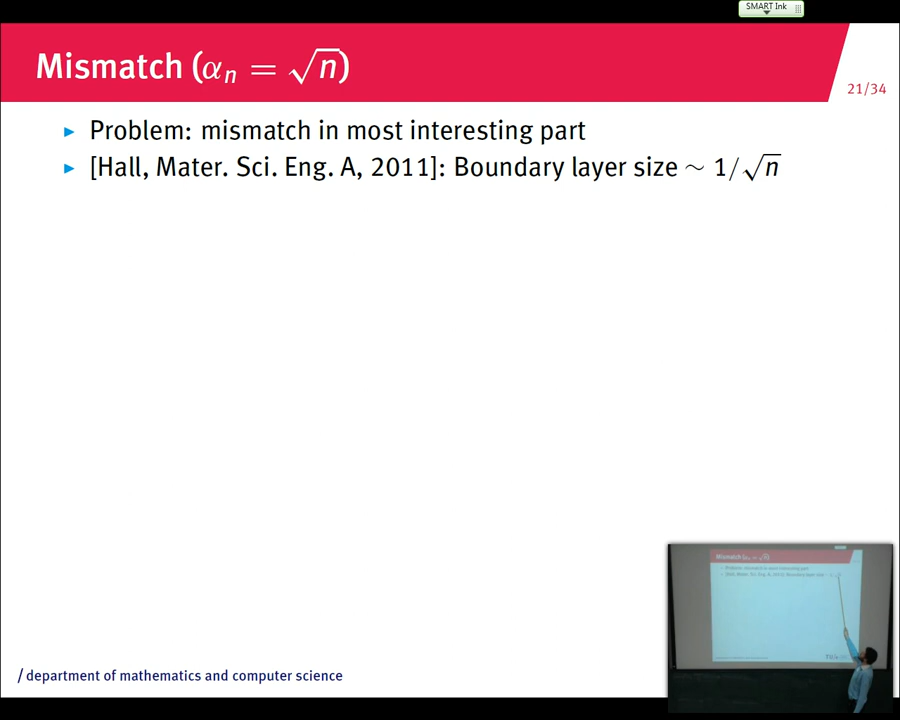 SMART Ink
Mismatch (αₙ = √n)
21/34
► Problem: mismatch in most interesting part
► [Hall, Mater. Sci. Eng. A, 2011]: Boundary layer size ∼ 1/√n
/ department of mathematics and computer science